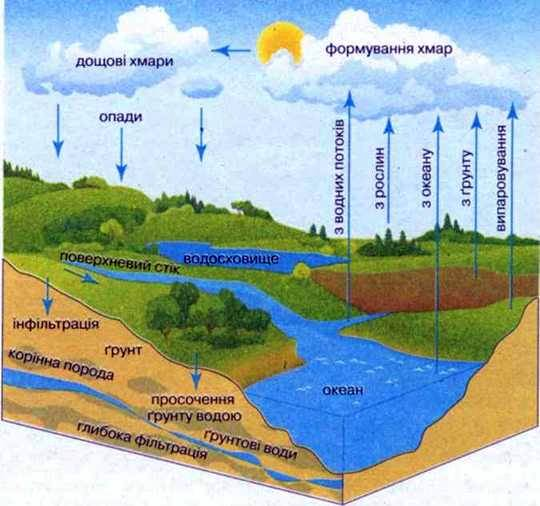 формування хмар
дощові хмари
опади
з водних потоків
з рослин
з океану
з ґрунту
випаровування
водосховище
поверхневий стік
інфільтрація
ґрунт
корінна порода
океан
просочення
ґрунту водою
ґрунтові води
глибока фільтрація